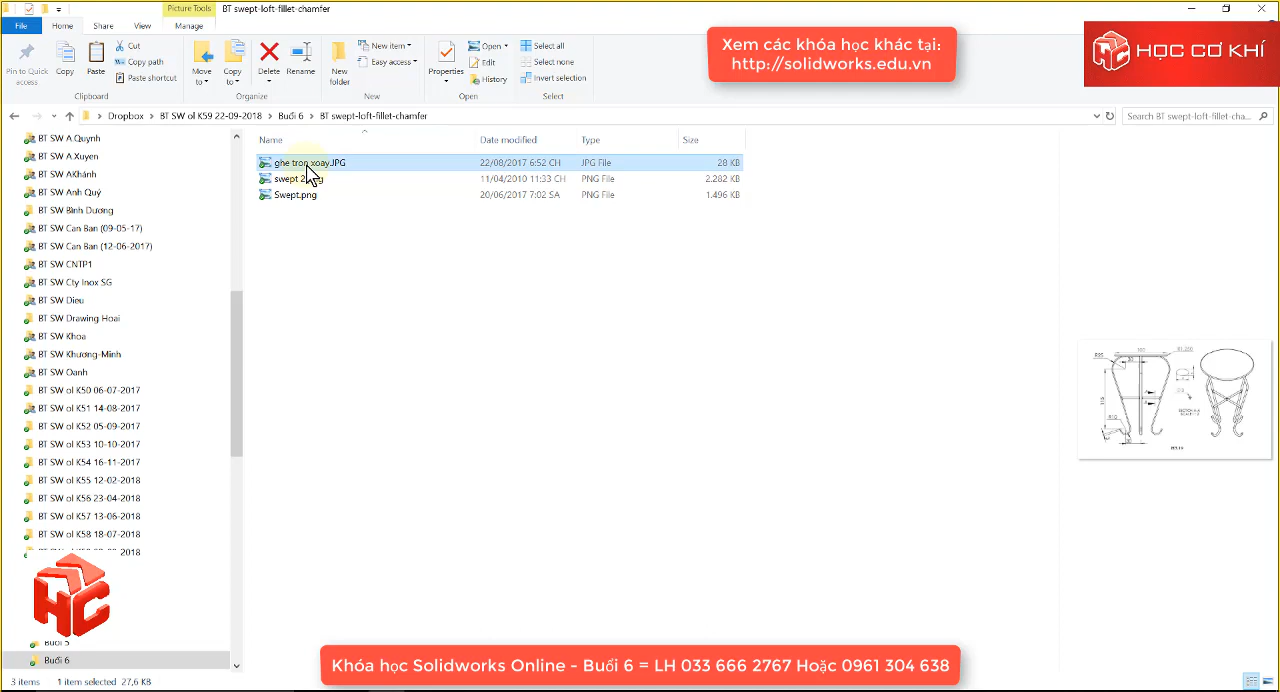 Picture Tools
BT swept-loft-fillet-chamfer
File
Home
Share
View
Manage
Pin to Quick access
Copy
Paste
Cut
Copy path
Paste shortcut
Clipboard
Move to
Copy to
Delete
Rename
Organize
New folder
New item
Easy access
New
Properties
Open
Edit
History
Open
Select all
Select none
Invert selection
Select
Xem các khóa học khác tại:
http://solidworks.edu.vn
HỌC CƠ KHÍ
Dropbox > BT SW ol K59 22-09-2018 > Buổi 6 > BT swept-loft-fillet-chamfer
Search BT swept-loft-fillet-cha...
Name
Date modified
Type
Size
ghe tron xoay.JPG 22/08/2017 6:52 CH JPG File 28 KB
swept 2 11/04/2010 11:33 CH PNG File 2.282 KB
Swept.png 20/06/2017 7:02 SA PNG File 1.496 KB
BT SW A.Quynh
BT SW A.Xuyen
BT SW AKhánh
BT SW Anh Quý
BT SW Bình Dương
BT SW Can Ban (09-05-17)
BT SW Can Ban (12-06-2017)
BT SW CNTP1
BT SW Cty Inox SG
BT SW Dieu
BT SW Drawing Hoai
BT SW Khoa
BT SW Khương-Minh
BT SW Oanh
BT SW ol K50 06-07-2017
BT SW ol K51 14-08-2017
BT SW ol K52 05-09-2017
BT SW ol K53 10-10-2017
BT SW ol K54 16-11-2017
BT SW ol K55 12-02-2018
BT SW ol K56 23-04-2018
BT SW ol K57 13-06-2018
BT SW ol K58 18-07-2018
HC
Buổi 5
Buổi 6
Khóa học Solidworks Online - Buổi 6 = LH 033 666 2767 Hoặc 0961 304 638
3 items
1 item selected 27,6 KB